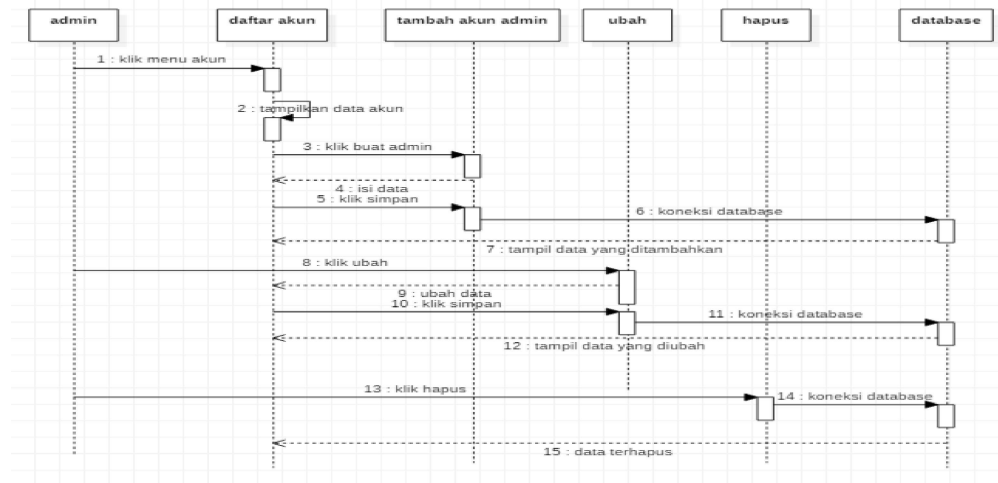 admin
daftar akun
tambah akun admin
ubah
hapus
database
1 : klik menu akun
2 : tampilkan data akun
3 : klik buat admin
4 : isi data
5 : klik simpan
6 : koneksi database
7 : tampil data yang ditambahkan
8 : klik ubah
9 : ubah data
10 : klik simpan
11 : koneksi database
12 : tampil data yang diubah
13 : klik hapus
14 : koneksi database
15 : data terhapus